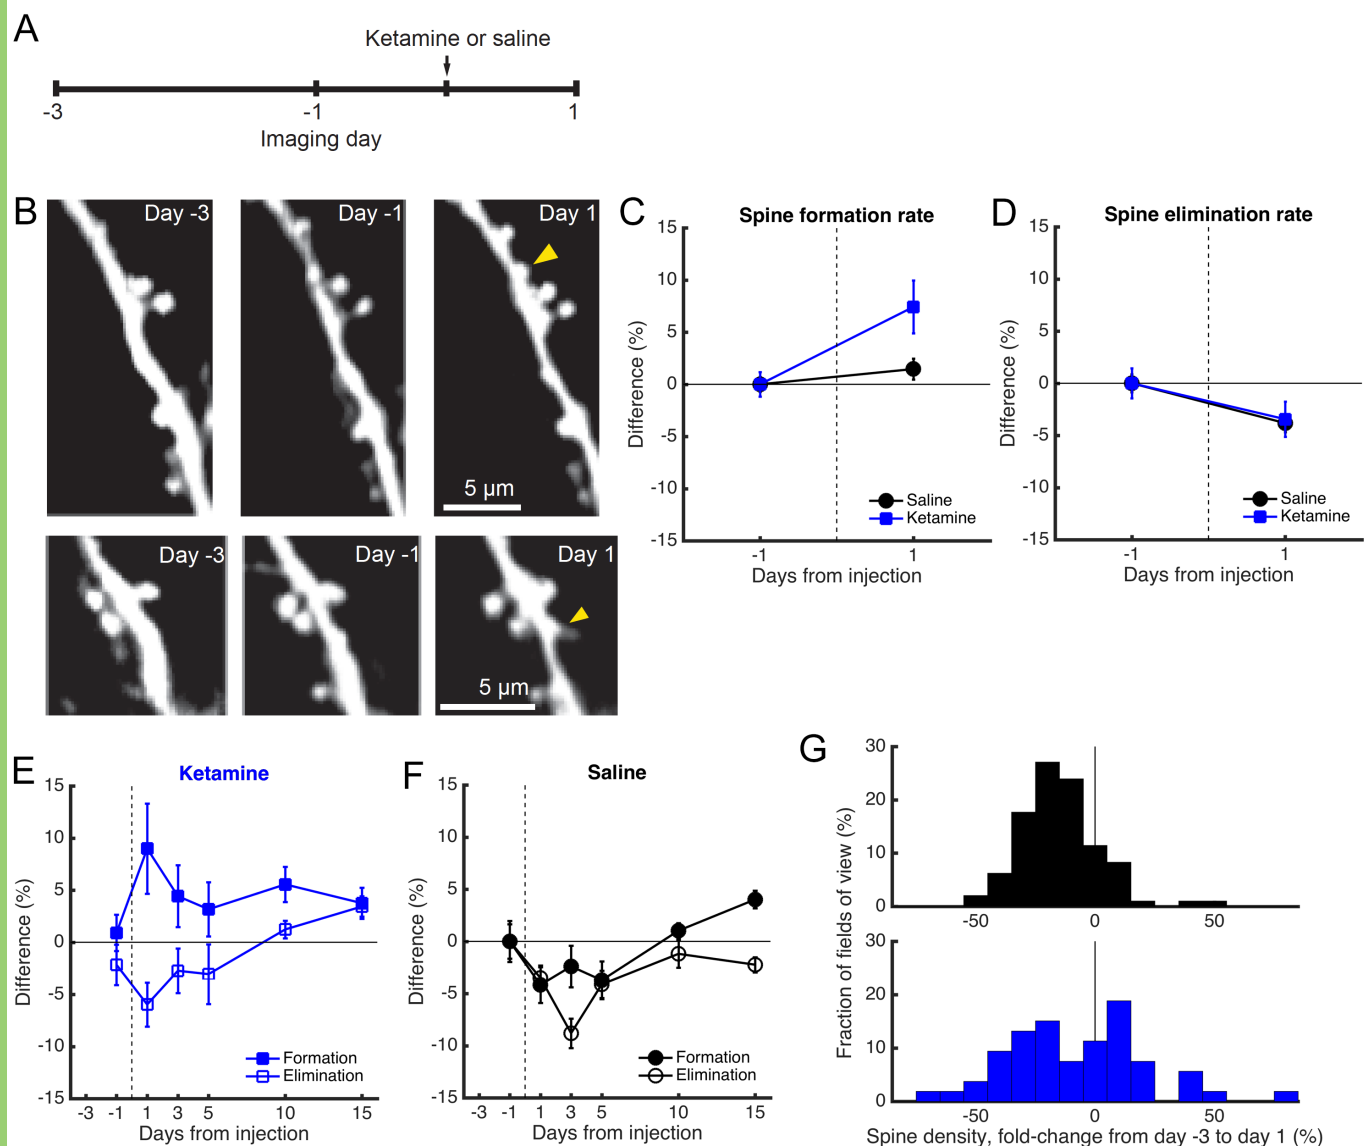 A
Ketamine or saline
-3 -1 1
Imaging day
B
Day -3
Day -1
Day 1
5 µm
Day -3
Day -1
Day 1
5 µm
C
Spine formation rate
Difference (%)
15
10
5
0
-5
-10
-15
Saline
Ketamine
-1 1
Days from injection
D
Spine elimination rate
Difference (%)
15
10
5
0
-5
-10
-15
Saline
Ketamine
-1 1
Days from injection
E
Ketamine
Difference (%)
15
10
5
0
-5
-10
-15
Formation
Elimination
-3 -1 1 3 5 10 15
Days from injection
F
Saline
Difference (%)
15
10
5
0
-5
-10
-15
Formation
Elimination
-3 -1 1 3 5 10 15
Days from injection
G
Fraction of fields of view (%)
30
20
10
0
-50 0 50
30
20
10
0
-50 0 50
Spine density, fold-change from day -3 to day 1 (%)